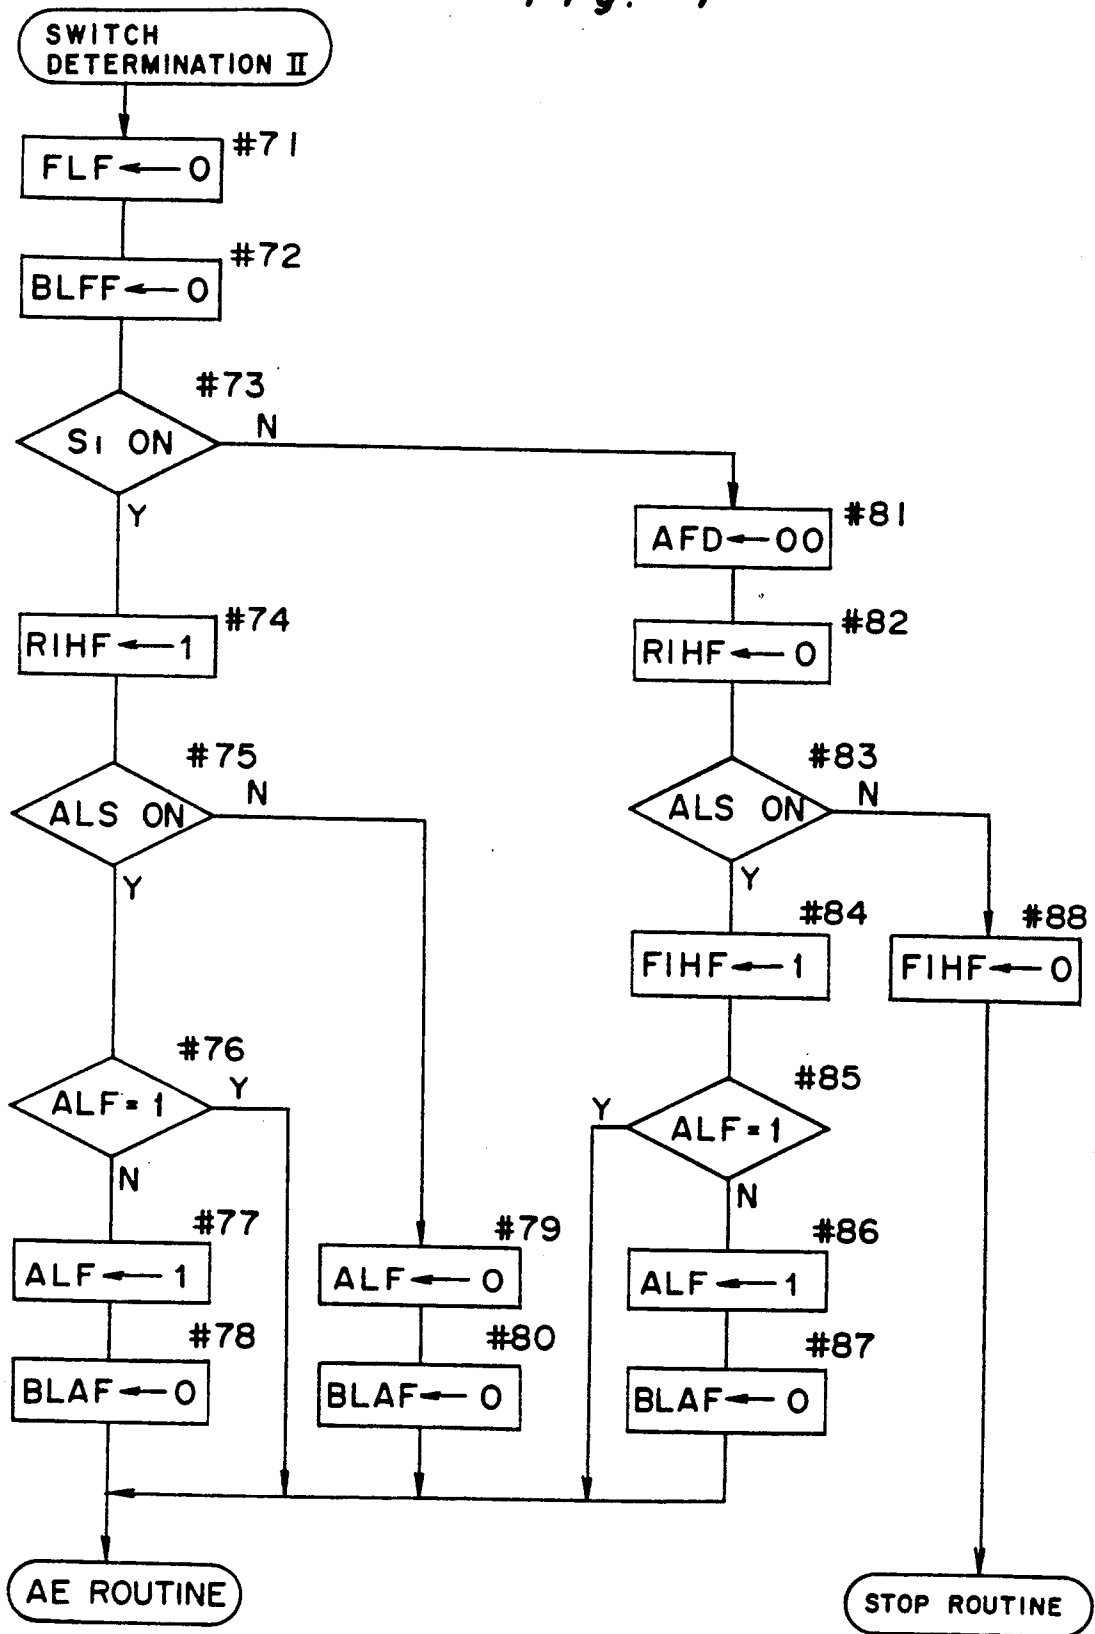 SWITCH
DETERMINATION II
#71
FLF ← 0
#72
BLFF ← 0
#73
S1 ON
N
Y
#81
AFD ← 00
#74
RIHF ← 1
#82
RIHF ← 0
#75
ALS ON
N
Y
#83
ALS ON
N
Y
#84
FIHF ← 1
#88
FIHF ← 0
#76
ALF = 1
Y
N
#85
ALF = 1
Y
N
#77
ALF ← 1
#79
ALF ← 0
#86
ALF ← 1
#78
BLAF ← 0
#80
BLAF ← 0
#87
BLAF ← 0
AE ROUTINE
STOP ROUTINE